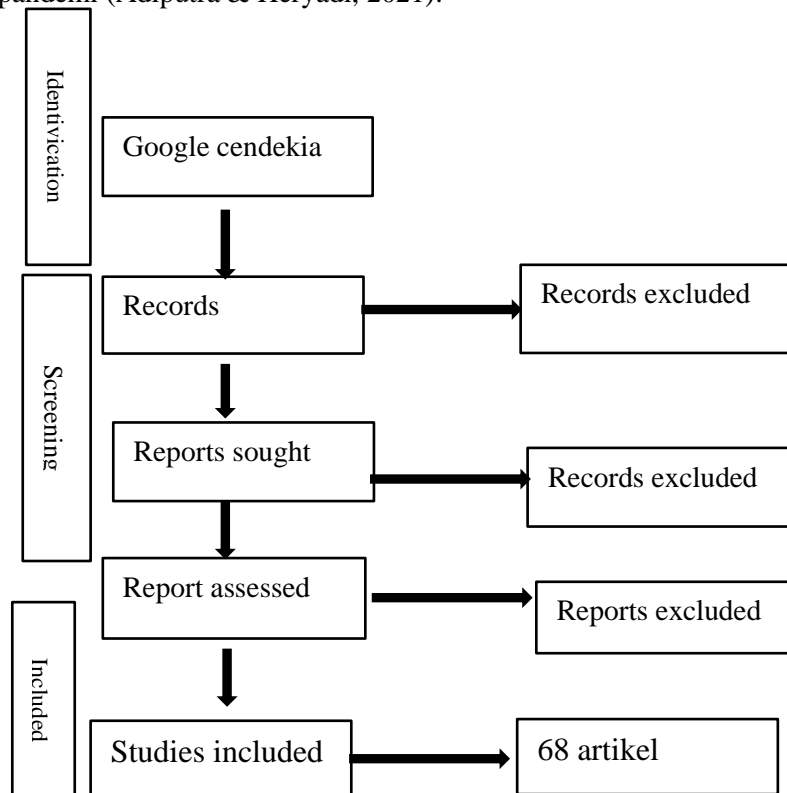 pandemi (Adiputra & Heryadi, 2021).
Identivication
Google cendekia
Screening
Records
Records excluded
Reports sought
Records excluded
Report assessed
Reports excluded
Included
Studies included
68 artikel